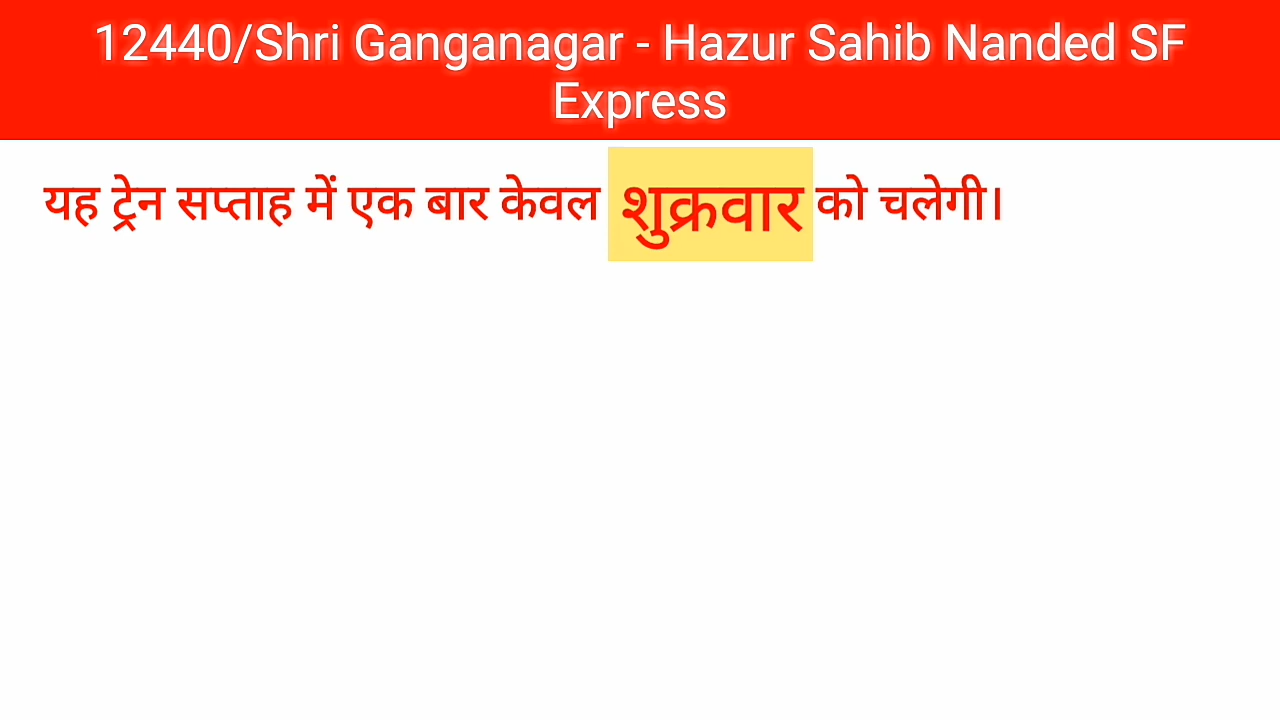 12440/Shri Ganganagar - Hazur Sahib Nanded SF
Express
यह ट्रेन सप्ताह में एक बार केवल शुक्रवार को चलेगी।